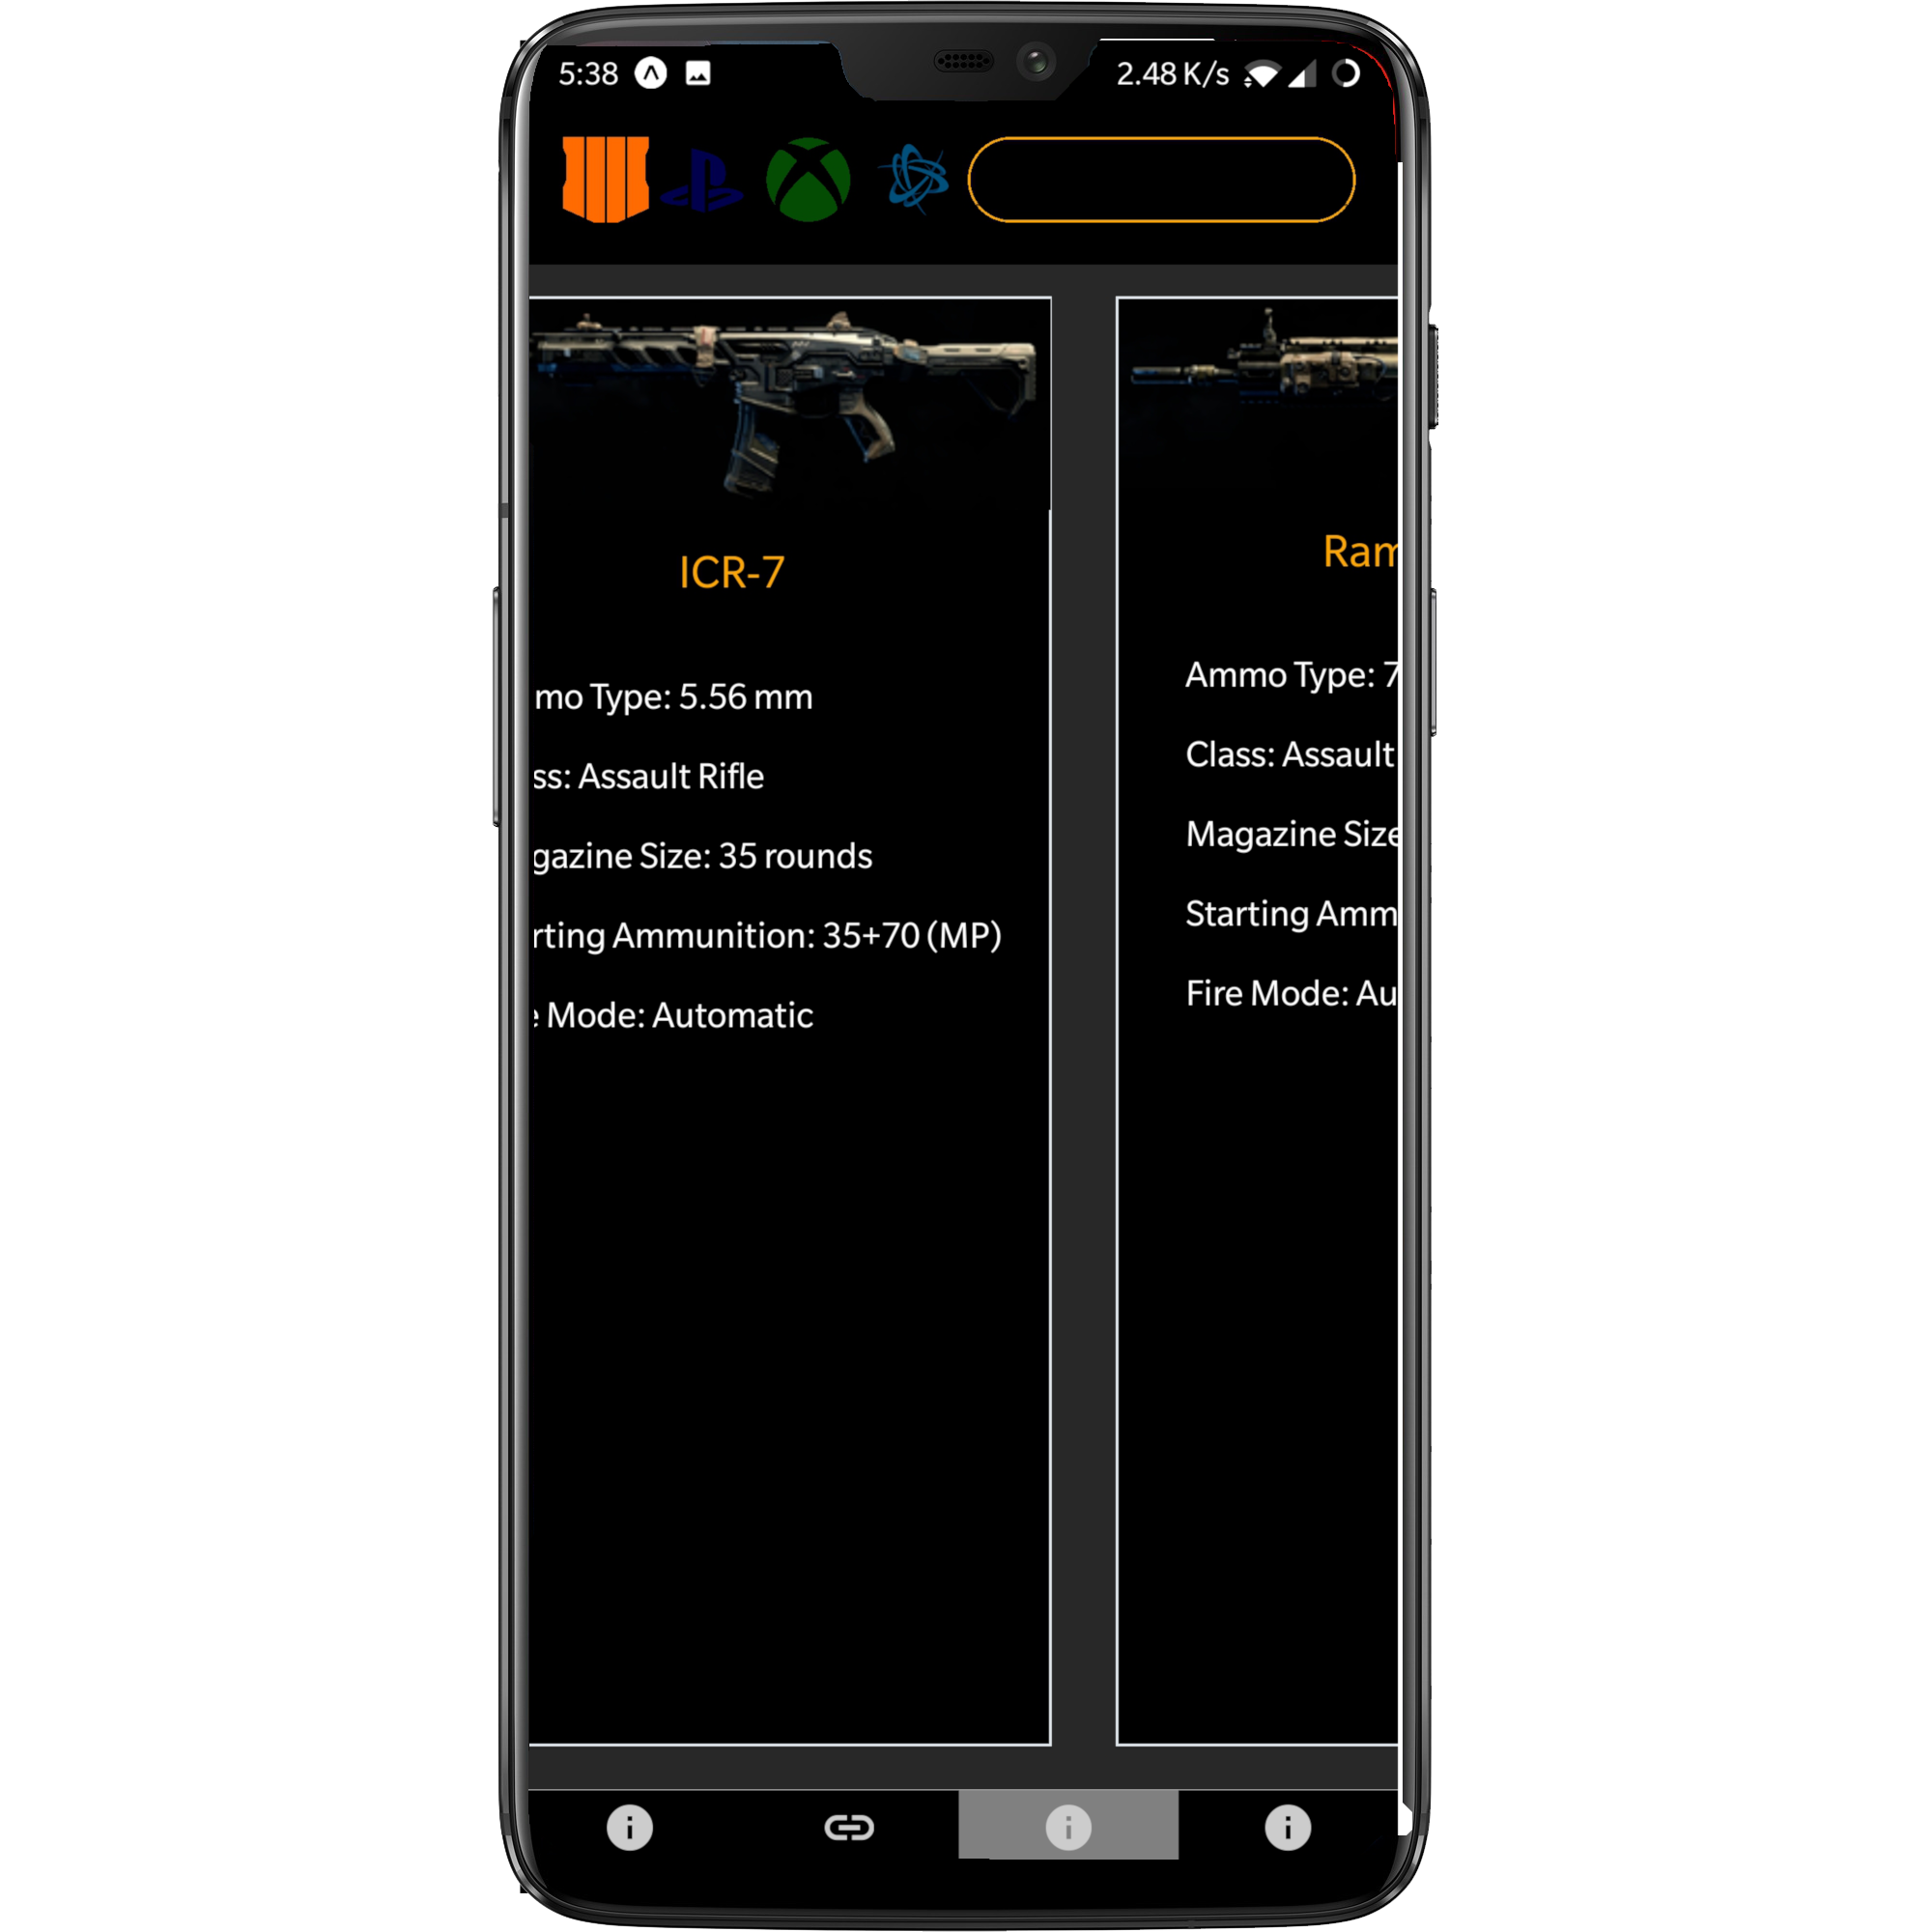 5:38
2.48 K/s
ICR-7
mo Type: 5.56 mm
ss: Assault Rifle
gazine Size: 35 rounds
rting Ammunition: 35+70 (MP)
e Mode: Automatic
Ram
Ammo Type: 7
Class: Assault
Magazine Size
Starting Amm
Fire Mode: Au